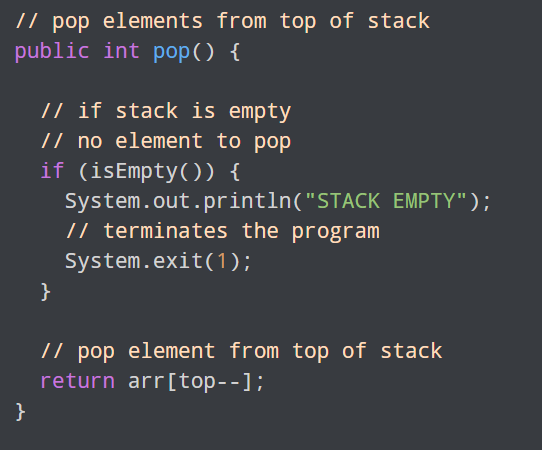 // pop elements from top of stack
public int pop() {
// if stack is empty
// no element to pop
if (isEmpty()) {
System.out.println("STACK EMPTY");
// terminates the program
System.exit(1);
}
// pop element from top of stack
return arr[top--];
}